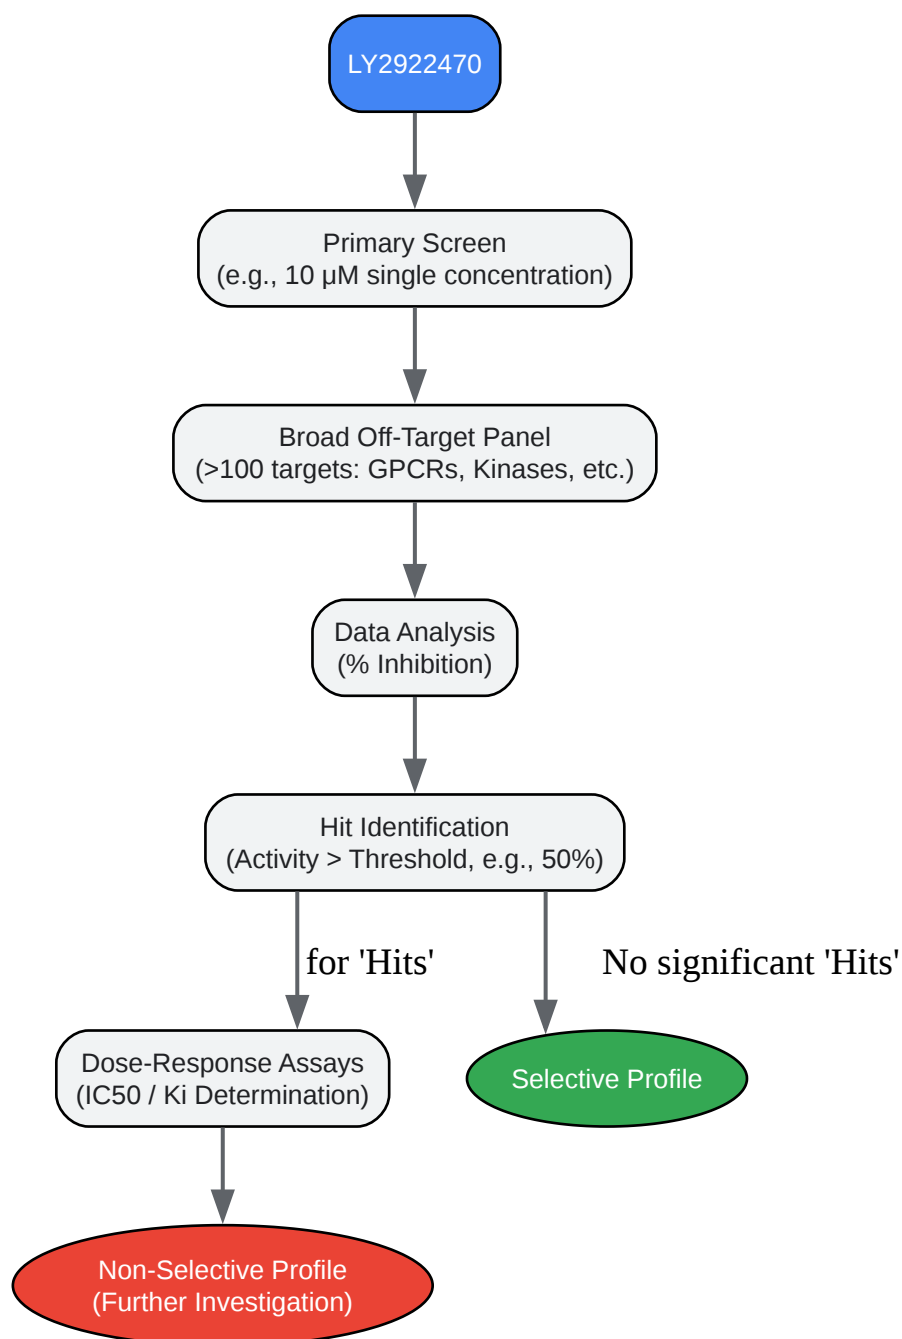 LY2922470
Primary Screen
(e.g., 10 μM single concentration)
Broad Off-Target Panel
(>100 targets: GPCRs, Kinases, etc.)
Data Analysis
(% Inhibition)
Hit Identification
(Activity > Threshold, e.g., 50%)
for 'Hits'
No significant 'Hits'
Dose-Response Assays
(IC50 / Ki Determination)
Selective Profile
Non-Selective Profile
(Further Investigation)